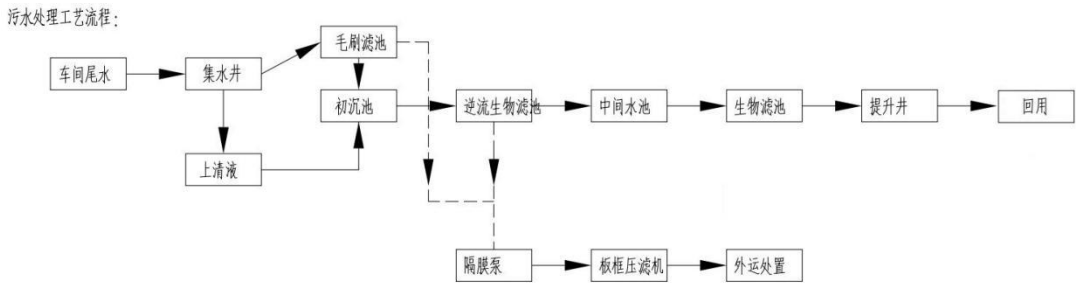 污水处理工艺流程:
毛刷滤池
车间尾水
集水井
初沉池
逆流生物滤池
中间水池
生物滤池
提升井
回用
上清液
隔膜泵
板框压滤机
外运处置